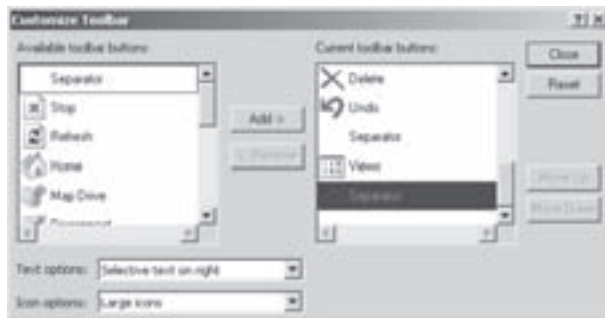 Customize Toolbar
Available toolbar buttons:
Separator
Stop
Refresh
Home
Map Drive
Disconnect
Add ->
<- Remove
Current toolbar buttons:
Delete
Undo
Separator
Views
Separator
Close
Reset
Move Up
Move Down
Text options: Selective text on right
Icon options: Large icons